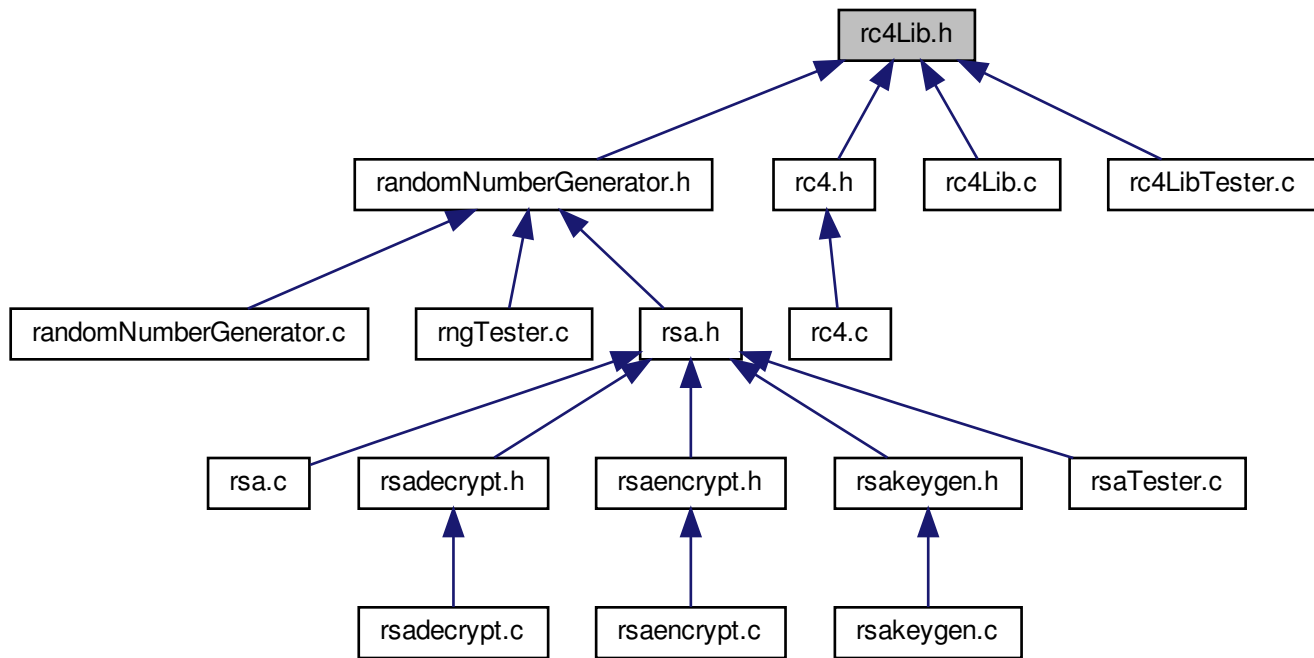 rc4Lib.h
randomNumberGenerator.h
rc4.h
rc4Lib.c
rc4LibTester.c
randomNumberGenerator.c
rngTester.c
rsa.h
rc4.c
rsa.c
rsadecrypt.h
rsaencrypt.h
rsakeygen.h
rsaTester.c
rsadecrypt.c
rsaencrypt.c
rsakeygen.c